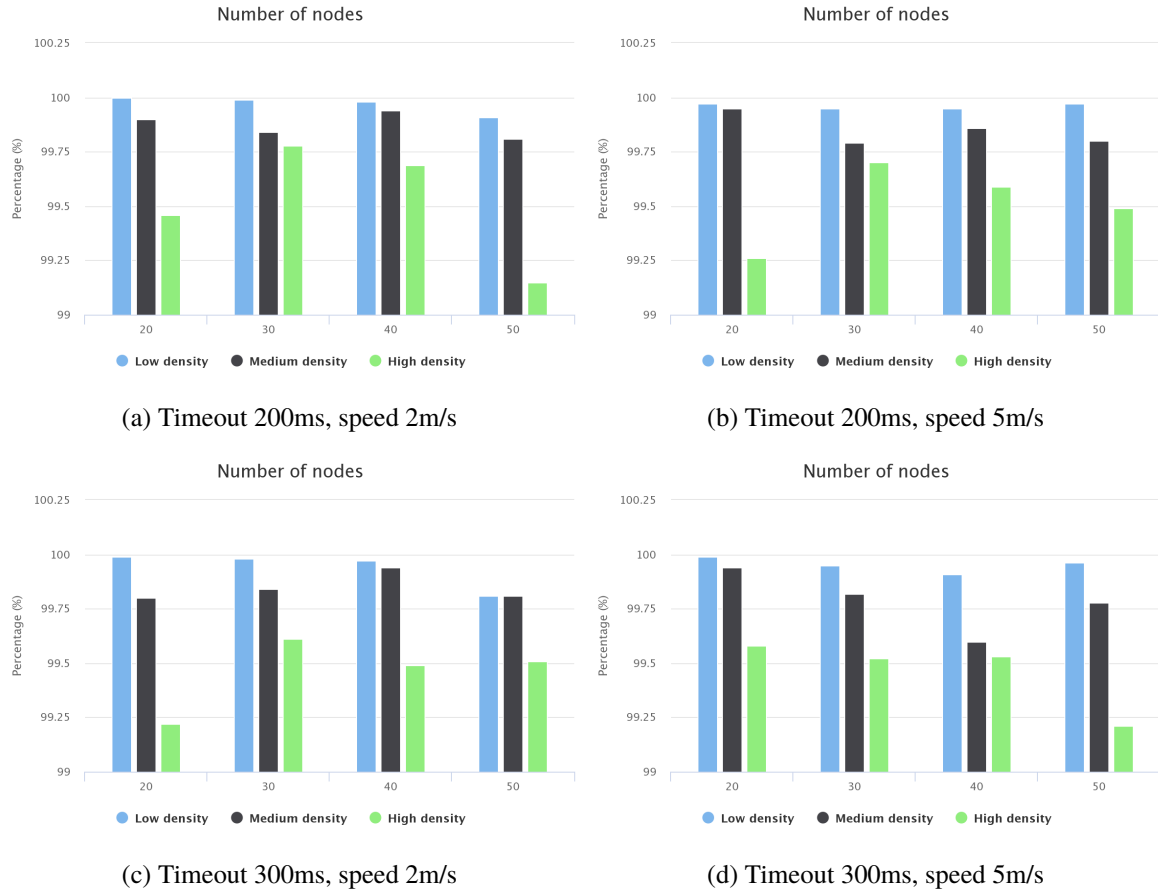 Number of nodes
100.25
100
99.75
99.5
99.25
99
Percentage (%)
20 30 40 50
Low density Medium density High density
(a) Timeout 200ms, speed 2m/s
Number of nodes
100.25
100
99.75
99.5
99.25
99
Percentage (%)
20 30 40 50
Low density Medium density High density
(b) Timeout 200ms, speed 5m/s
Number of nodes
100.25
100
99.75
99.5
99.25
99
Percentage (%)
20 30 40 50
Low density Medium density High density
(c) Timeout 300ms, speed 2m/s
Number of nodes
100.25
100
99.75
99.5
99.25
99
Percentage (%)
20 30 40 50
Low density Medium density High density
(d) Timeout 300ms, speed 5m/s